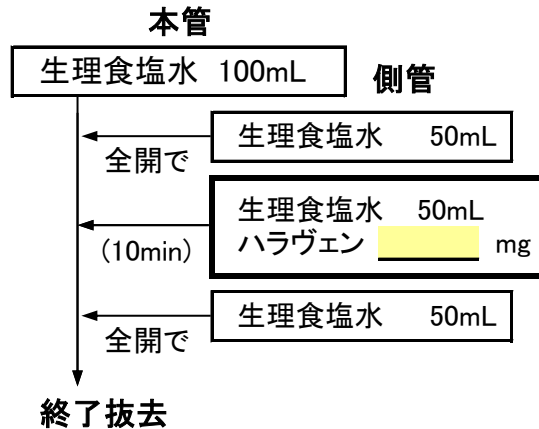 本管
生理食塩水 100mL
側管
生理食塩水 50mL
全開で
生理食塩水 50mL
ハラヴェン mg
(10min)
生理食塩水 50mL
全開で
終了抜去